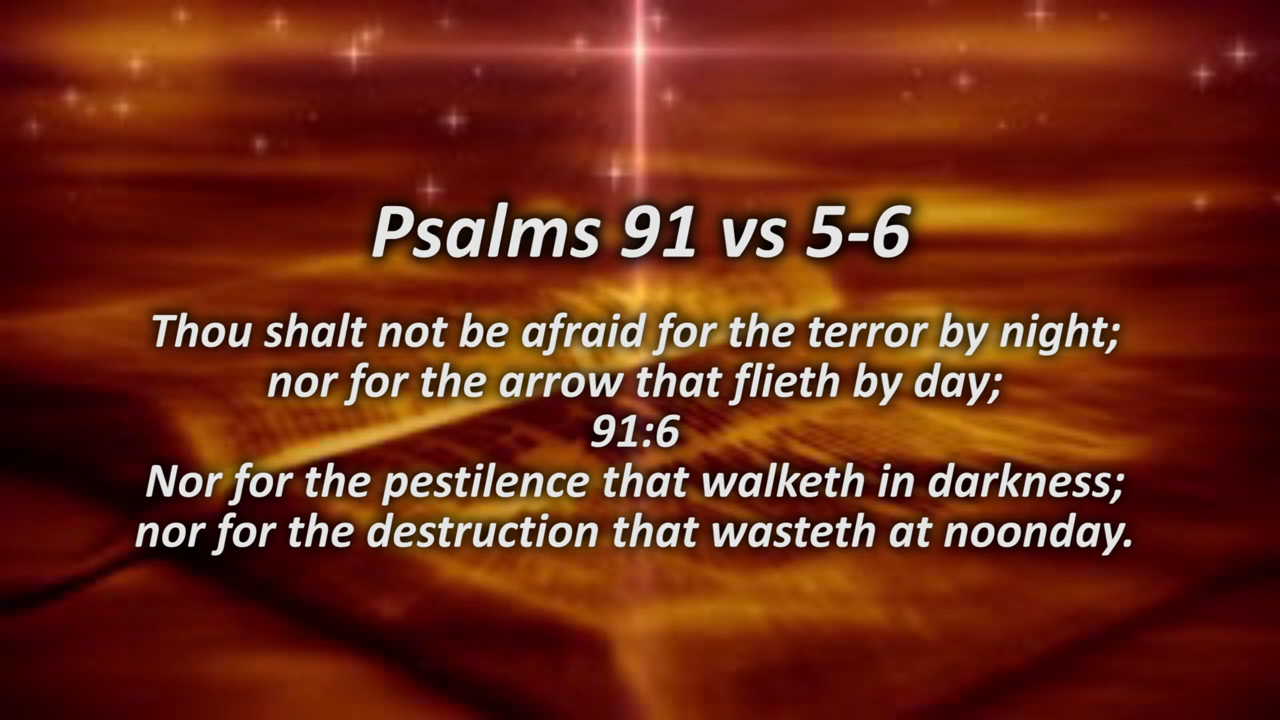 Psalms 91 vs 5-6
Thou shalt not be afraid for the terror by night;
nor for the arrow that flieth by day;
91:6
Nor for the pestilence that walketh in darkness;
nor for the destruction that wasteth at noonday.